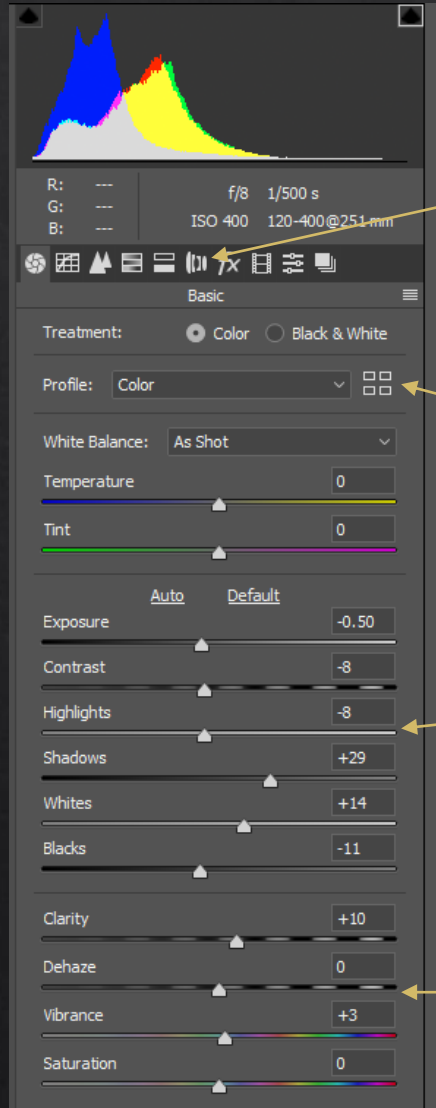 R: --- f/8 1/500 s
G: ---
B: --- ISO 400 120-400@251 mm
fx
Basic
Treatment: Color Black & White
Profile: Color
White Balance: As Shot
Temperature 0
Tint 0
Auto Default
Exposure -0.50
Contrast -8
Highlights -8
Shadows +29
Whites +14
Blacks -11
Clarity +10
Dehaze 0
Vibrance +3
Saturation 0